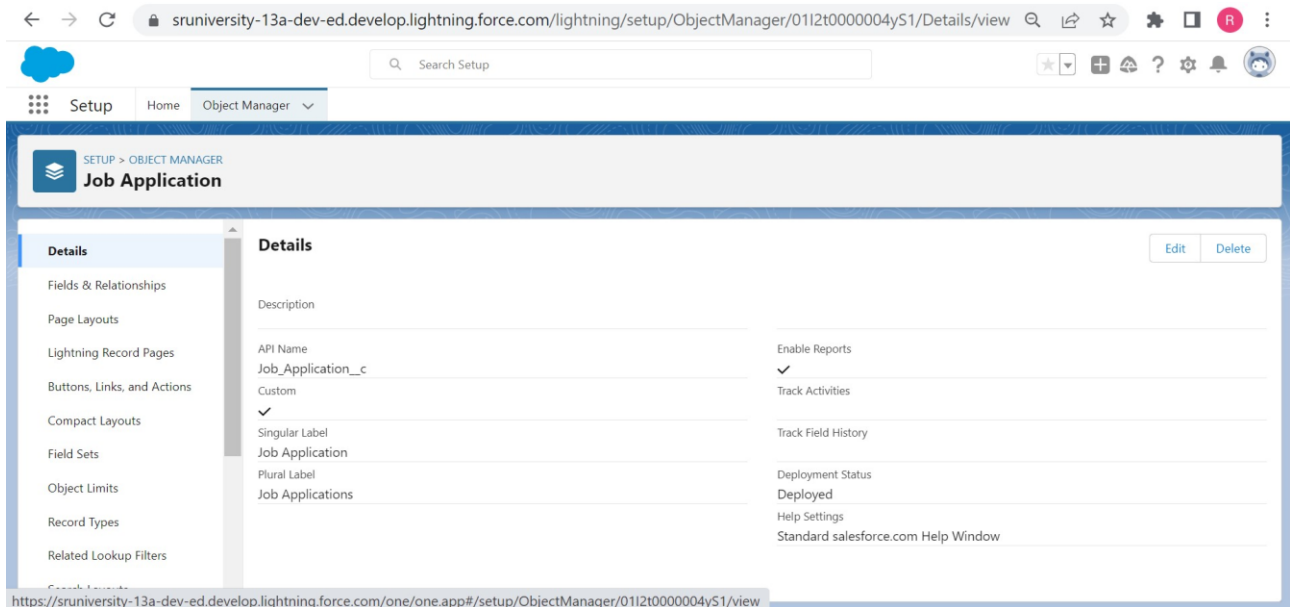 sruniversity-13a-dev-ed.develop.lightning.force.com/lightning/setup/ObjectManager/01I2t0000004yS1/Details/view
R
Search Setup
Setup
Home
Object Manager
SETUP > OBJECT MANAGER
Job Application
Details
Fields & Relationships
Page Layouts
Lightning Record Pages
Buttons, Links, and Actions
Compact Layouts
Field Sets
Object Limits
Record Types
Related Lookup Filters
Details
Edit
Delete
Description
API Name
Job_Application__c
Custom
Singular Label
Job Application
Plural Label
Job Applications
Enable Reports
Track Activities
Track Field History
Deployment Status
Deployed
Help Settings
Standard salesforce.com Help Window
https://sruniversity-13a-dev-ed.develop.lightning.force.com/one/one.app#/setup/ObjectManager/01I2t0000004yS1/view